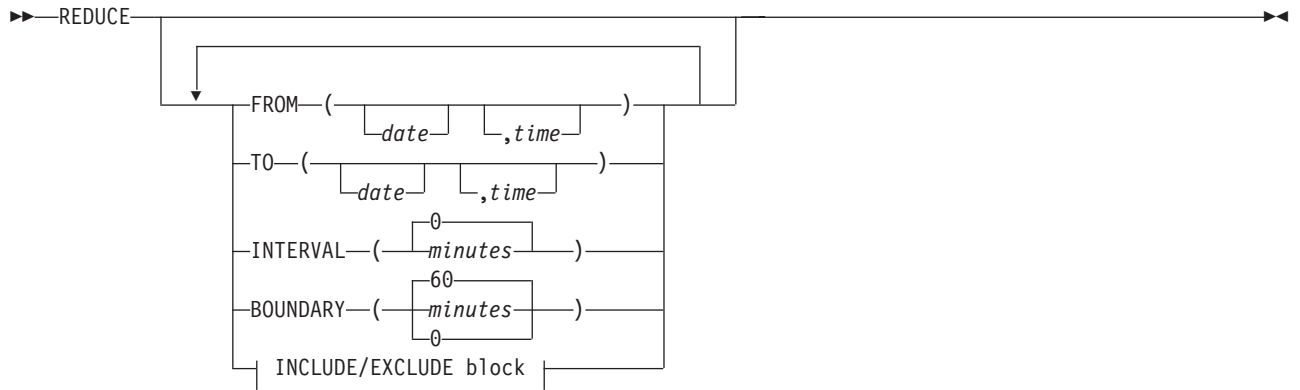 REDUCE
FROM ( )
date ,time
TO ( )
date ,time
0
INTERVAL ( minutes )
60
BOUNDARY ( minutes )
0
INCLUDE/EXCLUDE block